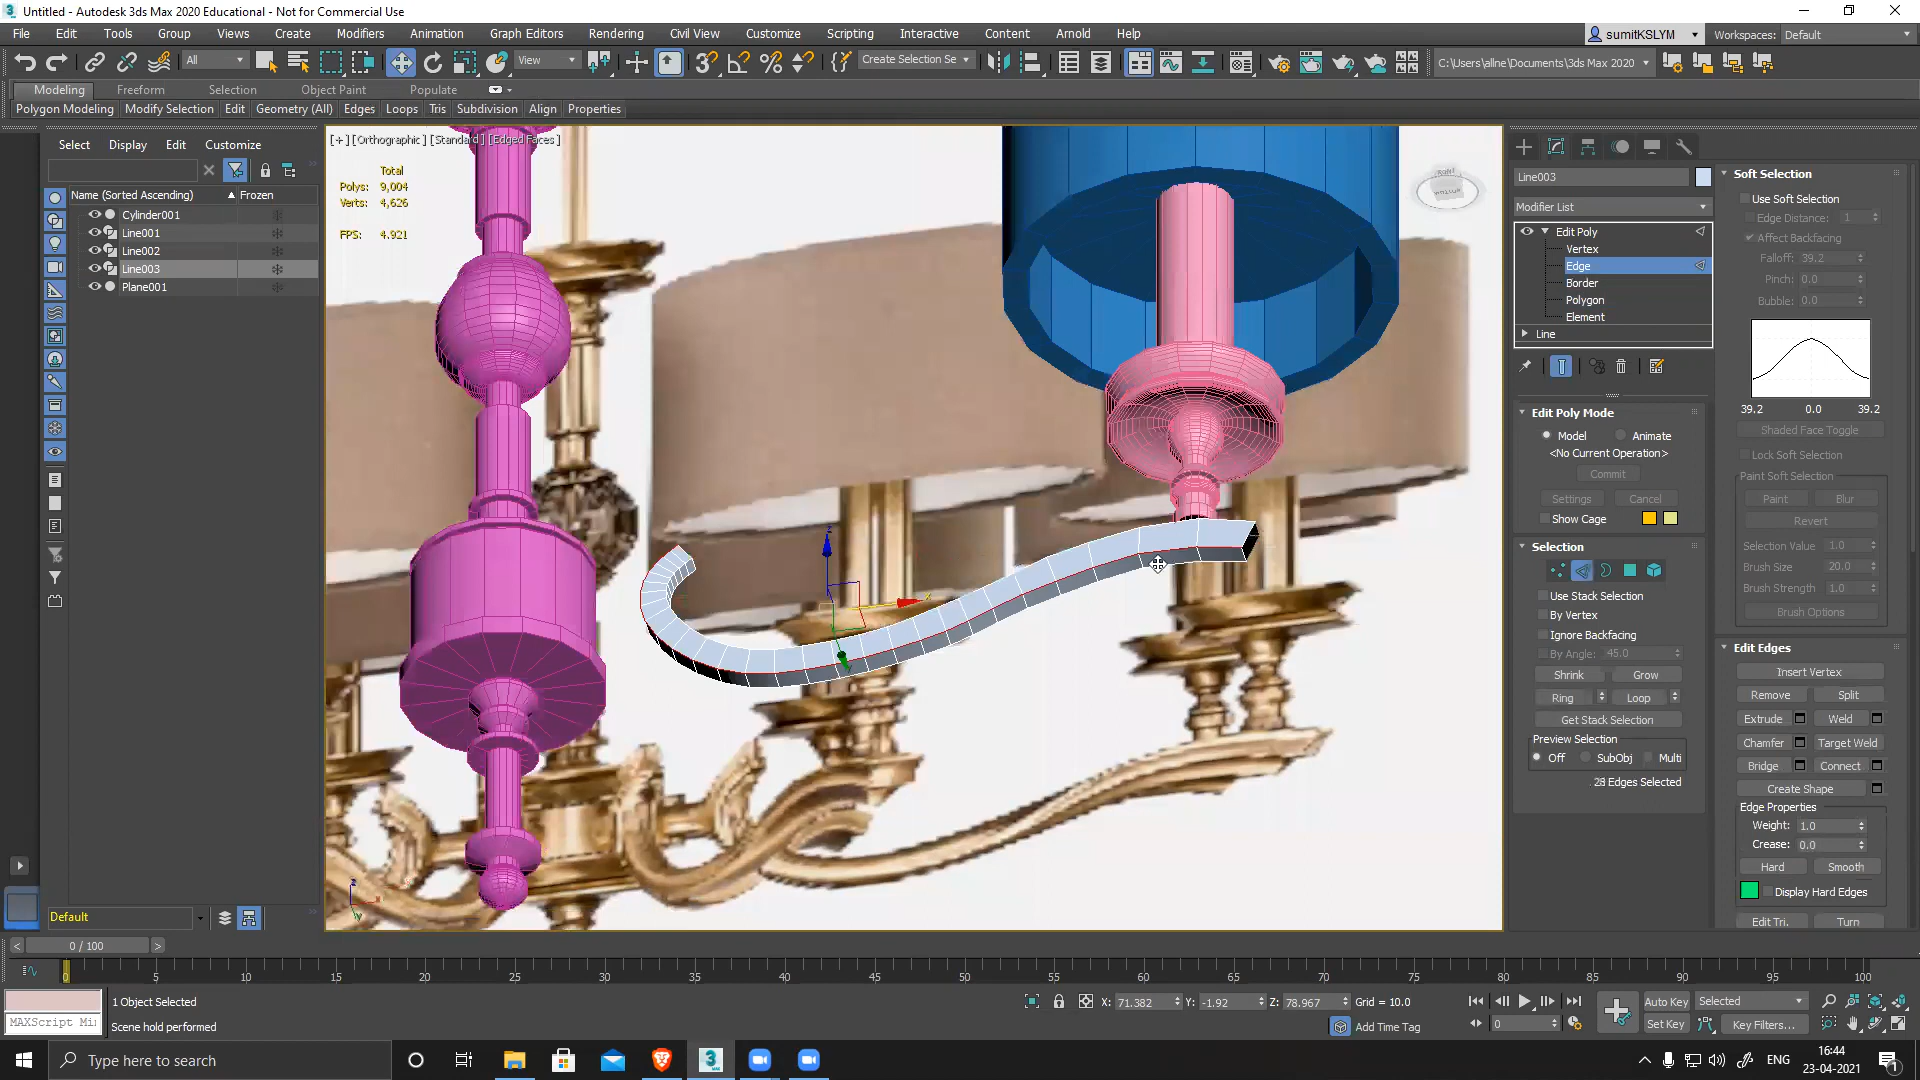 Untitled - Autodesk 3ds Max 2020 Educational - Not for Commercial Use
File Edit Tools Group Views Create Modifiers Animation Graph Editors Rendering Civil View Customize Scripting Interactive Content Arnold Help
sumitKSLYM Workspaces: Default
All View Create Selection Se C:\Users\allne\Documents\3ds Max 2020
Modeling Freeform Selection Object Paint Populate
Polygon Modeling Modify Selection Edit Geometry (All) Edges Loops Tris Subdivision Align Properties
Select Display Edit Customize
Name (Sorted Ascending) Frozen
Cylinder001
Line001
Line002
Line003
Plane001
Default
[+] [Orthographic] [Standard] [Edged Faces]
Total
Polys: 9,004
Verts: 4,626
FPS: 4.921
Line003
Modifier List
Edit Poly
Vertex
Edge
Border
Polygon
Element
Line
Edit Poly Mode
Model Animate
<No Current Operation>
Commit
Settings Cancel
Show Cage
Selection
Use Stack Selection
By Vertex
Ignore Backfacing
By Angle: 45.0
Shrink Grow
Ring Loop
Get Stack Selection
Preview Selection
Off SubObj Multi
28 Edges Selected
Soft Selection
Use Soft Selection
Edge Distance: 1
Affect Backfacing
Falloff: 39.2
Pinch: 0.0
Bubble: 0.0
39.2 0.0 39.2
Shaded Face Toggle
Lock Soft Selection
Paint Soft Selection
Paint Blur
Revert
Selection Value 1.0
Brush Size 20.0
Brush Strength 1.0
Brush Options
Edit Edges
Insert Vertex
Remove Split
Extrude Weld
Chamfer Target Weld
Bridge Connect
Create Shape
Edge Properties
Weight: 1.0
Crease: 0.0
Hard Smooth
Display Hard Edges
Edit Tri. Turn
0 / 100
0 5 10 15 20 25 30 35 40 45 50 55 60 65 70 75 80 85 90 95 100
1 Object Selected
X: 71.382 Y: -1.92 Z: 78.967 Grid = 10.0
Auto Key Selected
MAXScript Mi
Scene hold performed
Add Time Tag
0
Set Key Key Filters...
Type here to search
ENG
16:44
23-04-2021